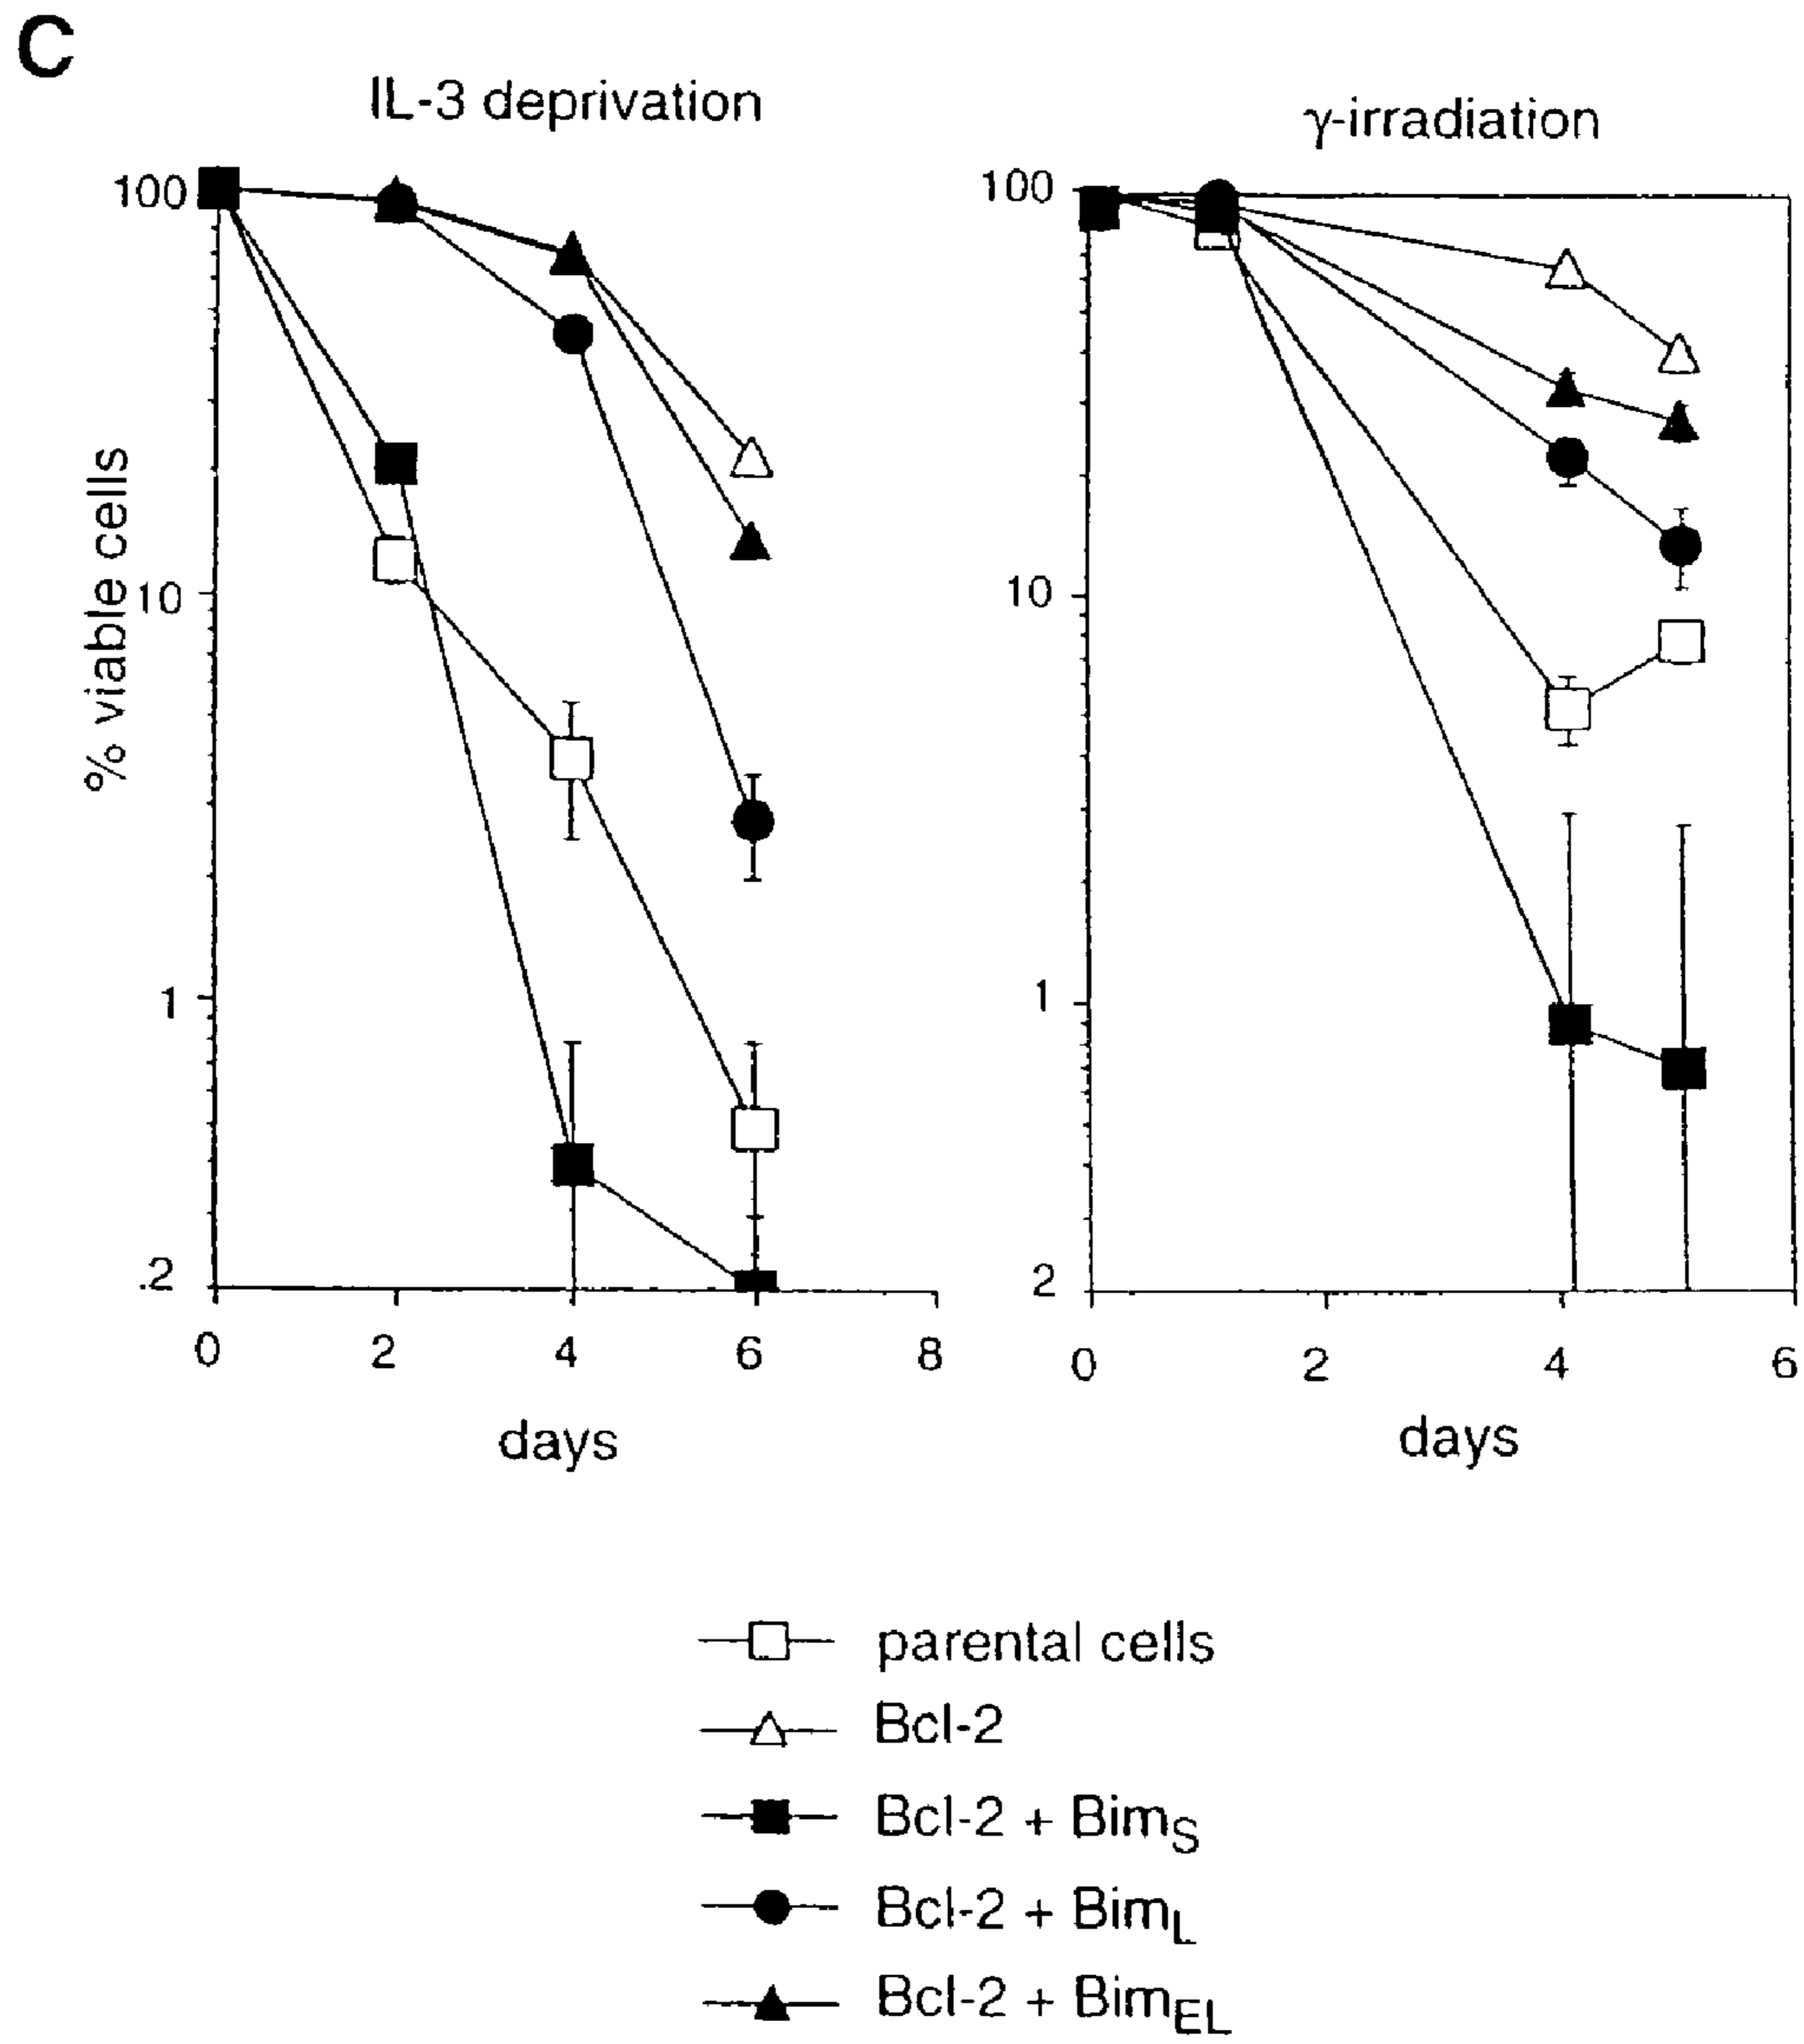 C
IL-3 deprivation
γ-irradiation
% viable cells
100
10
1
.2
0 2 4 6 8
days
100
10
1
2
0 2 4 6
days
parental cells
Bcl-2
Bcl-2 + BimS
Bcl-2 + BimL
Bcl-2 + BimEL